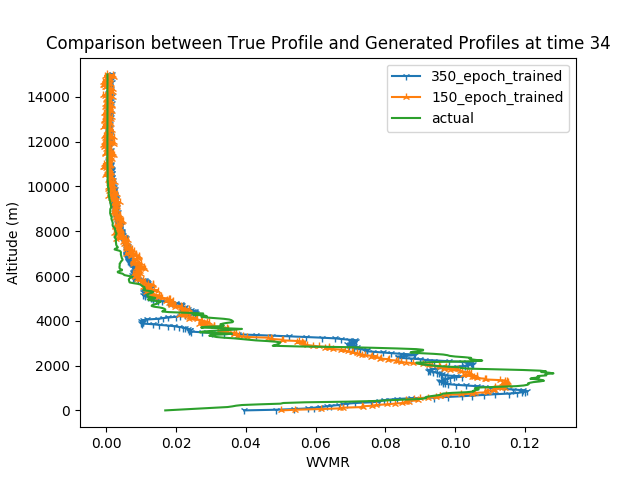 Comparison between True Profile and Generated Profiles at time 34
350_epoch_trained
150_epoch_trained
actual
14000
12000
10000
8000
6000
4000
2000
0
Altitude (m)
0.00 0.02 0.04 0.06 0.08 0.10 0.12
WVMR